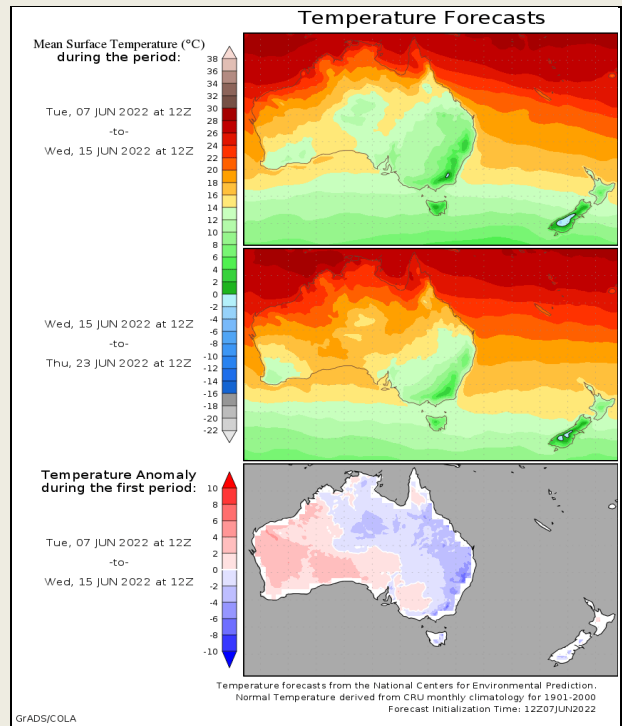 Temperature Forecasts
Mean Surface Temperature (°C)
during the period:
38
36
34
32
30
28
26
24
22
20
18
16
14
12
10
8
6
4
2
0
-2
-4
-6
-8
-10
-12
-14
-16
-18
-20
-22
Tue, 07 JUN 2022 at 12Z
-to-
Wed, 15 JUN 2022 at 12Z
Wed, 15 JUN 2022 at 12Z
-to-
Thu, 23 JUN 2022 at 12Z
Temperature Anomaly
during the first period:
10
8
6
4
2
0
-2
-4
-6
-8
-10
Tue, 07 JUN 2022 at 12Z
-to-
Wed, 15 JUN 2022 at 12Z
Temperature forecasts from the National Centers for Environmental Prediction.
Normal Temperature derived from CRU monthly climatology for 1901-2000
Forecast Initialization Time: 12Z07JUN2022
GrADS/COLA